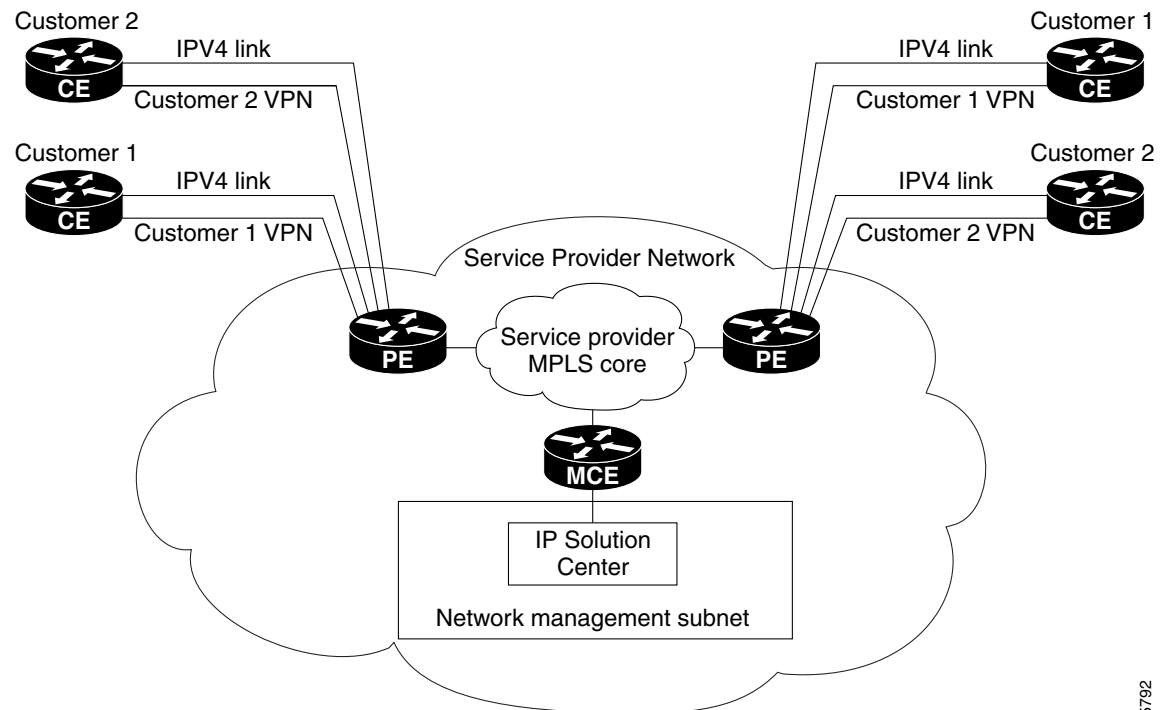 Customer 2
IPV4 link
CE
Customer 2 VPN
Customer 1
IPV4 link
CE
Customer 1 VPN
Customer 1
IPV4 link
CE
Customer 1 VPN
Customer 2
IPV4 link
CE
Customer 2 VPN
Service Provider Network
PE
Service provider
MPLS core
PE
MCE
IP Solution
Center
Network management subnet